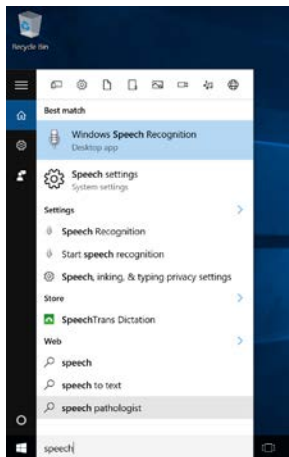 Recycle Bin
Best match
Windows Speech Recognition
Desktop app
Speech settings
System settings
Settings
Speech Recognition
Start speech recognition
Speech, inking, & typing privacy settings
Store
SpeechTrans Dictation
Web
speech
speech to text
speech pathologist
speech